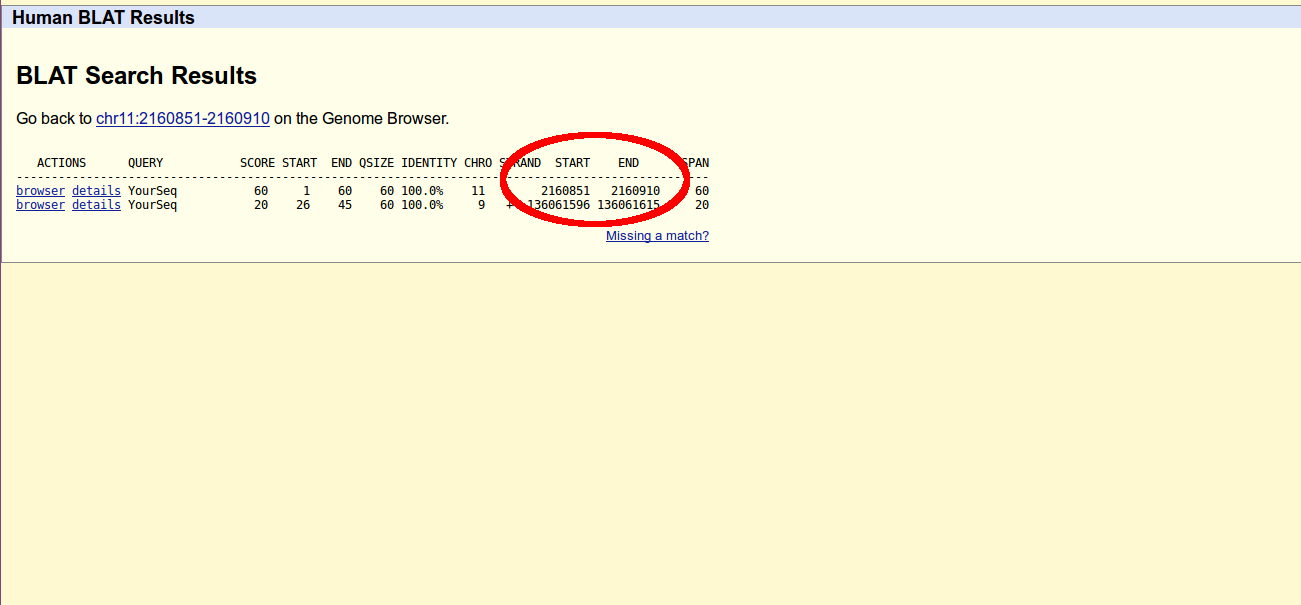 Human BLAT Results
BLAT Search Results
Go back to chr11:2160851-2160910 on the Genome Browser.
ACTIONS QUERY SCORE START END QSIZE IDENTITY CHRO STRAND START END SPAN
---------------------------------------------------------------------------------------------------
browser details YourSeq 60 1 60 60 100.0% 11 2160851 2160910 60
browser details YourSeq 20 26 45 60 100.0% 9 + 136061596 136061615 20
Missing a match?